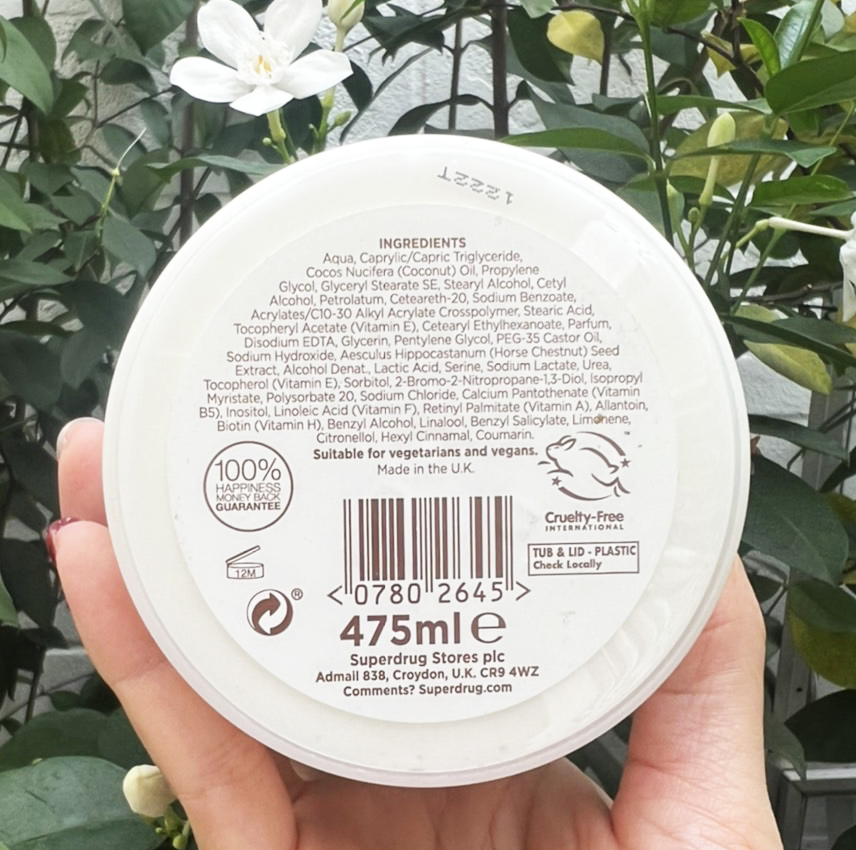 1222T
INGREDIENTS
Aqua, Caprylic/Capric Triglyceride,
Cocos Nucifera (Coconut) Oil, Propylene
Glycol, Glyceryl Stearate SE, Stearyl Alcohol, Cetyl
Alcohol, Petrolatum, Ceteareth-20, Sodium Benzoate,
Acrylates/C10-30 Alkyl Acrylate Crosspolymer, Stearic Acid,
Tocopheryl Acetate (Vitamin E), Cetearyl Ethylhexanoate, Parfum,
Disodium EDTA, Glycerin, Pentylene Glycol, PEG-35 Castor Oil,
Sodium Hydroxide, Aesculus Hippocastanum (Horse Chestnut) Seed
Extract, Alcohol Denat., Lactic Acid, Serine, Sodium Lactate, Urea,
Tocopherol (Vitamin E), Sorbitol, 2-Bromo-2-Nitropropane-1,3-Diol, Isopropyl
Myristate, Polysorbate 20, Sodium Chloride, Calcium Pantothenate (Vitamin
B5), Inositol, Linoleic Acid (Vitamin F), Retinyl Palmitate (Vitamin A), Allantoin,
Biotin (Vitamin H), Benzyl Alcohol, Linalool, Benzyl Salicylate, Limonene,
Citronellol, Hexyl Cinnamal, Coumarin.
Suitable for vegetarians and vegans.
Made in the U.K.
100%
HAPPINESS
MONEY BACK
GUARANTEE
™
Cruelty-Free
INTERNATIONAL
TUB & LID - PLASTIC
Check Locally
12M
®
<0780 2645>
475ml e
Superdrug Stores plc
Admail 838, Croydon, U.K. CR9 4WZ
Comments? Superdrug.com